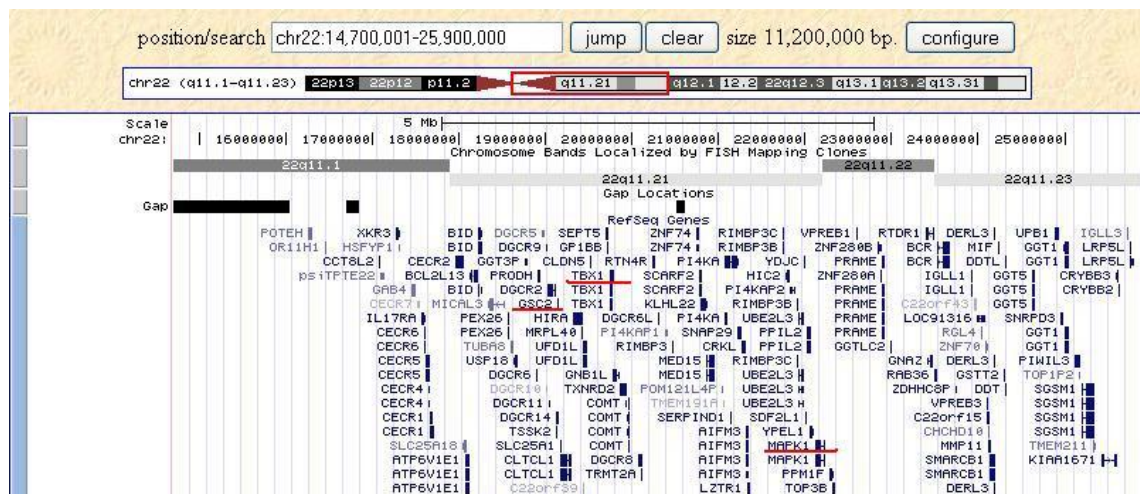 position/search chr22:14,700,001-25,900,000 jump clear size 11,200,000 bp. configure
chr22 (q11.1-q11.23) 22p13 22p12 p11.2 q11.21 q12.1 12.2 22q12.3 q13.1 q13.2 q13.31
Scale 5 Mb
chr22: 16000000 17000000 18000000 19000000 20000000 21000000 22000000 23000000 24000000 25000000
Chromosome Bands Localized by FISH Mapping Clones
22q11.1 22q11.22
22q11.21 22q11.23
Gap Locations
Gap
RefSeq Genes
POTEH XKR3 BID DGCR5 SEPT5 ZNF74 RIMBP3C VPREB1 RTDR1 DERL3 UPB1 IGLL3
OR11H1 HSFYP1 BID DGCR9 GP1BB ZNF74 RIMBP3B ZNF280B BCR MIF GGT1 LRP5L
CCT8L2 CECR2 GGT3P CLDN5 RTN4R PI4KA YDJC PRAME BCR DDTL GGT1 LRP5L
psiTPTE22 BCL2L13 PRODH TBX1 SCARF2 HIC2 ZNF280A IGLL1 GGT5 CRYBB3
GAB4 BID DGCR2 TBX1 SCARF2 PI4KAP2 PRAME IGLL1 GGT5 CRYBB2
CECR7 MICAL3 GSC2 TBX1 KLHL22 RIMBP3B PRAME C22orf43 GGT5
IL17RA PEX26 HIRA DGCR6L PI4KA UBE2L3 PRAME LOC91316 SNRPD3
CECR6 PEX26 MRPL40 PI4KAP1 SNAP29 PPIL2 PRAME RGL4 GGT1
CECR6 TUBA8 UFD1L RIMBP3 CRKL PPIL2 GGTLC2 ZNF70 GGT1
CECR5 USP18 UFD1L MED15 RIMBP3C GNAZ DERL3 PIWIL3
CECR5 DGCR6 GNB1L MED15 UBE2L3 RAB36 GSTT2 TOP1P2
CECR4 DGCR10 TXNRD2 POM121L4P UBE2L3 ZDHHC8P DDT SGSM1
CECR4 DGCR11 COMT TMEM191A UBE2L3 VPREB3 SGSM1
CECR1 DGCR14 COMT SERPIND1 SDF2L1 C22orf15 SGSM1
CECR1 TSSK2 COMT AIFM3 YPEL1 CHCHD10 SGSM1
SLC25A18 SLC25A1 COMT AIFM3 MAPK1 MMP11 TMEM211
ATP6V1E1 CLTCL1 DGCR8 AIFM3 MAPK1 SMARCB1 KIAA1671
ATP6V1E1 CLTCL1 TRMT2A AIFM3 PPM1F SMARCB1
ATP6V1E1 C22orf39 LZTR1 TOP3B DERL3